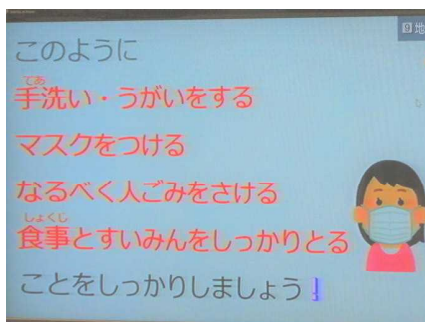 このように
手洗い・うがいをする
マスクをつける
なるべく人ごみをさける
食事とすいみんをしっかりとる
ことをしっかりしましょう！